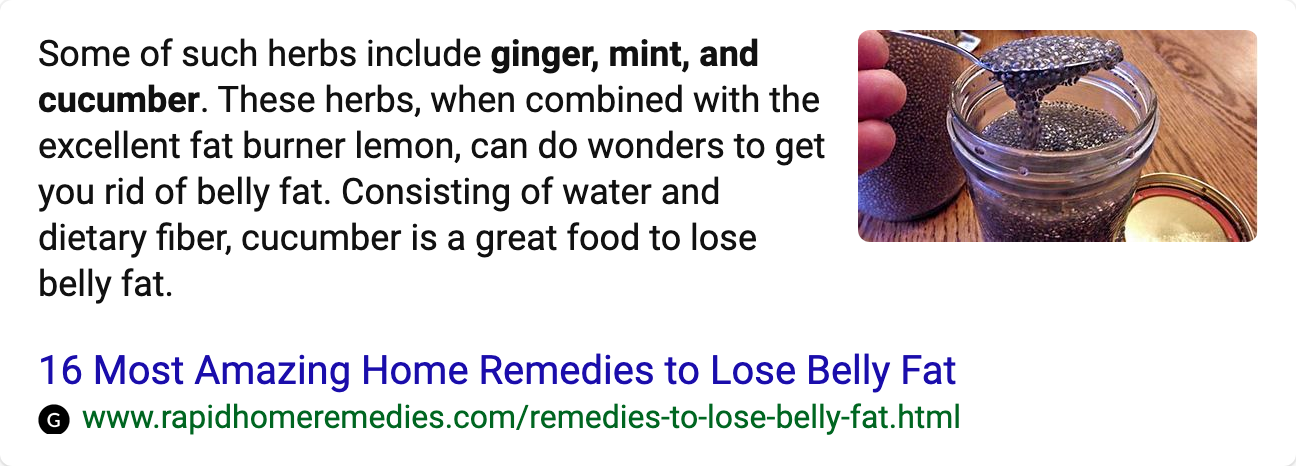 Some of such herbs include ginger, mint, and
cucumber. These herbs, when combined with the
excellent fat burner lemon, can do wonders to get
you rid of belly fat. Consisting of water and
dietary fiber, cucumber is a great food to lose
belly fat.
16 Most Amazing Home Remedies to Lose Belly Fat
G www.rapidhomeremedies.com/remedies-to-lose-belly-fat.html